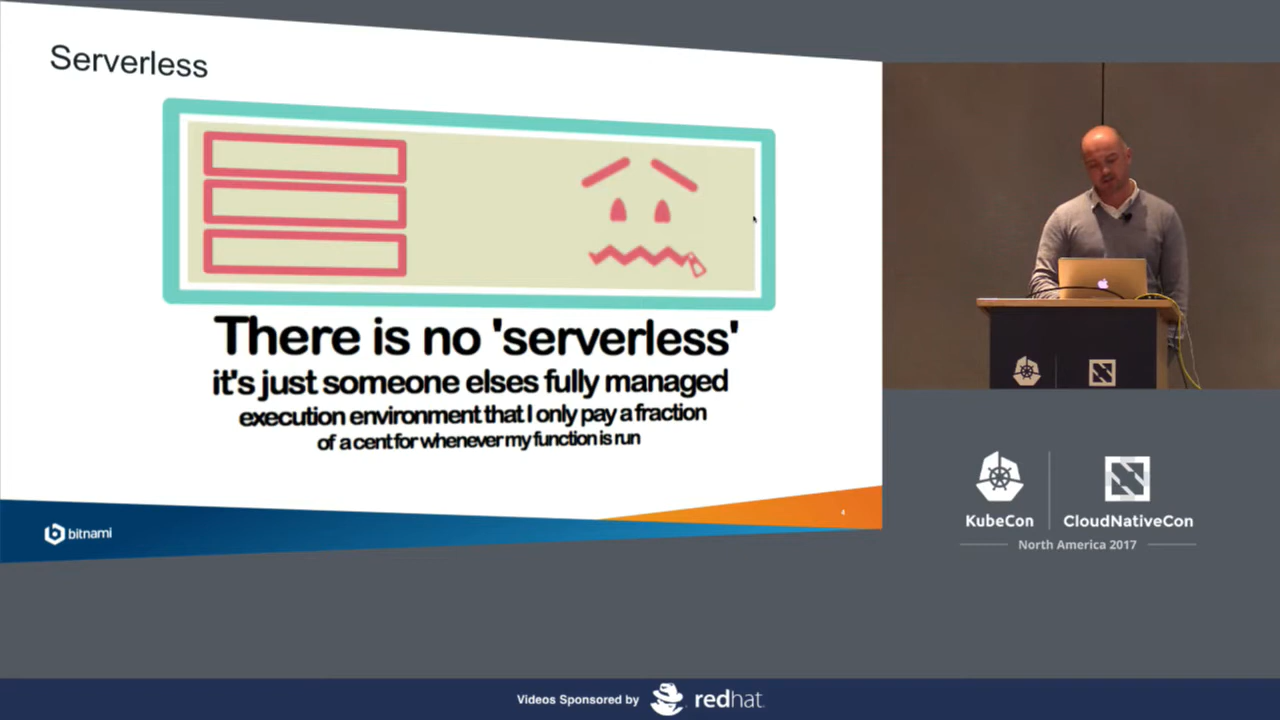 Serverless
There is no 'serverless'
it's just someone elses fully managed
execution environment that I only pay a fraction
of a cent for whenever my function is run
4
bitnami
KubeCon
CloudNativeCon
North America 2017
Videos Sponsored by
redhat.